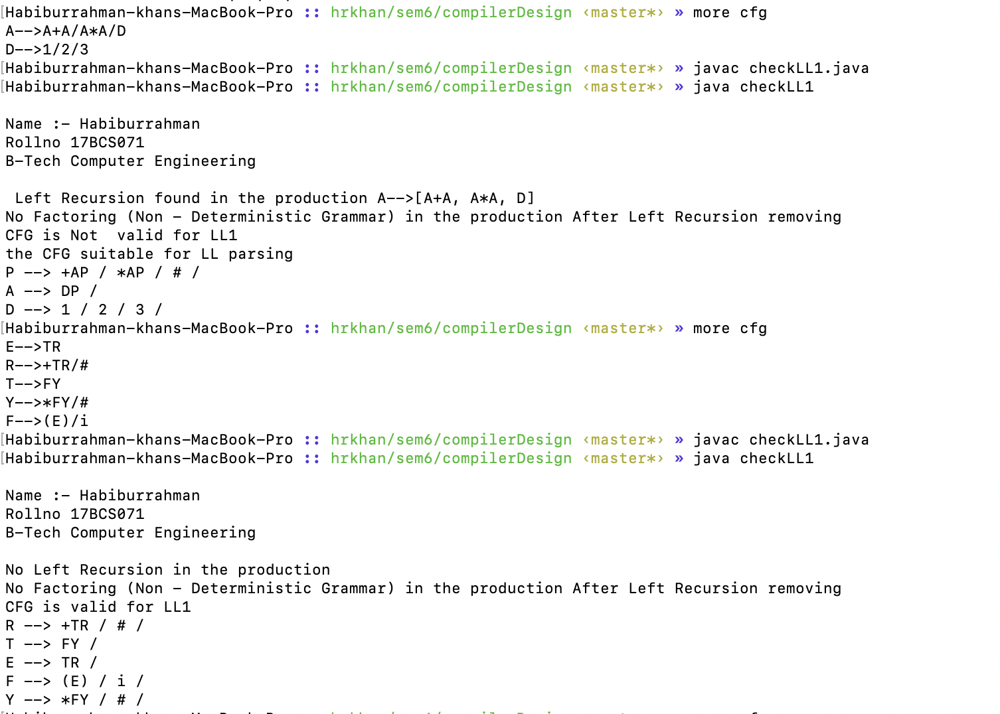 Habiburrahman-khans-MacBook-Pro :: hrkhan/sem6/compilerDesign ‹master*› » more cfg
A-->A+A/A*A/D
D-->1/2/3
Habiburrahman-khans-MacBook-Pro :: hrkhan/sem6/compilerDesign ‹master*› » javac checkLL1.java
Habiburrahman-khans-MacBook-Pro :: hrkhan/sem6/compilerDesign ‹master*› » java checkLL1
Name :- Habiburrahman
Rollno 17BCS071
B-Tech Computer Engineering
Left Recursion found in the production A-->[A+A, A*A, D]
No Factoring (Non - Deterministic Grammar) in the production After Left Recursion removing
CFG is Not  valid for LL1
the CFG suitable for LL parsing
P --> +AP / *AP / # /
A --> DP /
D --> 1 / 2 / 3 /
Habiburrahman-khans-MacBook-Pro :: hrkhan/sem6/compilerDesign ‹master*› » more cfg
E-->TR
R-->+TR/#
T-->FY
Y-->*FY/#
F-->(E)/i
Habiburrahman-khans-MacBook-Pro :: hrkhan/sem6/compilerDesign ‹master*› » javac checkLL1.java
Habiburrahman-khans-MacBook-Pro :: hrkhan/sem6/compilerDesign ‹master*› » java checkLL1
Name :- Habiburrahman
Rollno 17BCS071
B-Tech Computer Engineering
No Left Recursion in the production
No Factoring (Non - Deterministic Grammar) in the production After Left Recursion removing
CFG is valid for LL1
R --> +TR / # /
T --> FY /
E --> TR /
F --> (E) / i /
Y --> *FY / # /